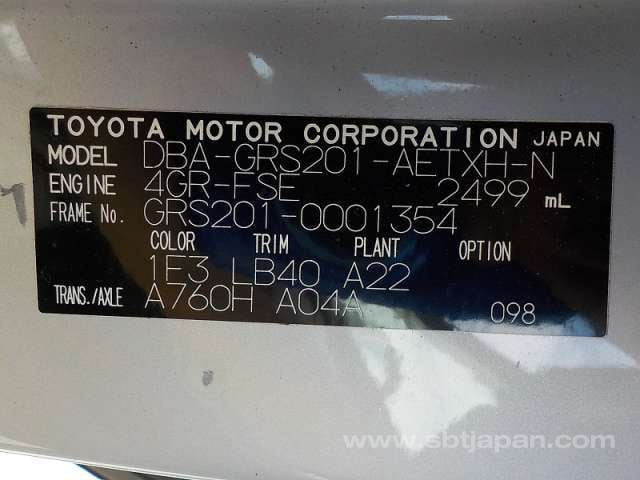 TOYOTA MOTOR CORPORATION JAPAN
MODEL DBA-GRS201-AETXH-N
ENGINE 4GR-FSE 2499 mL
FRAME No. GRS201-0001354
COLOR TRIM PLANT OPTION
1F3 LB40 A22
TRANS./AXLE A760H A04A 098
www.sbtjapan.com